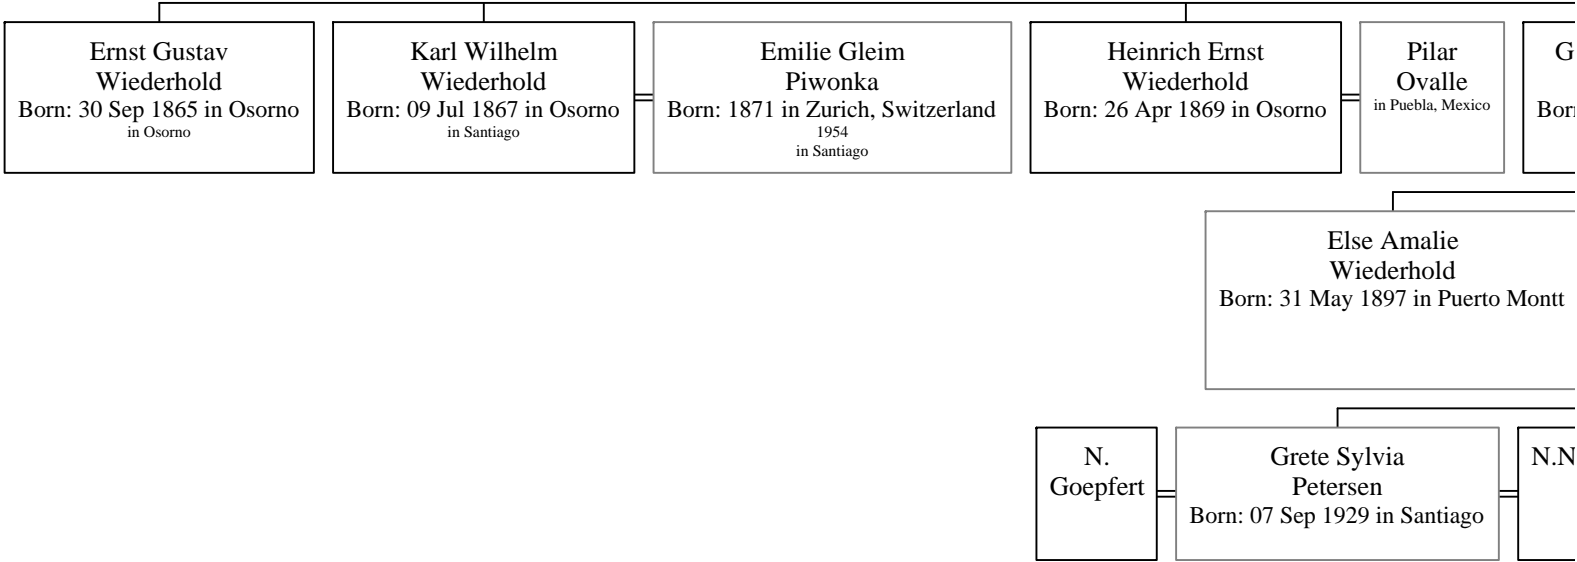 Ernst Gustav
Wiederhold
Born: 30 Sep 1865 in Osorno
in Osorno
Karl Wilhelm
Wiederhold
Born: 09 Jul 1867 in Osorno
in Santiago
Emilie Gleim
Piwonka
Born: 1871 in Zurich, Switzerland
1954
in Santiago
Heinrich Ernst
Wiederhold
Born: 26 Apr 1869 in Osorno
Pilar
Ovalle
in Puebla, Mexico
Else Amalie
Wiederhold
Born: 31 May 1897 in Puerto Montt
N.
Goepfert
Grete Sylvia
Petersen
Born: 07 Sep 1929 in Santiago
N.N